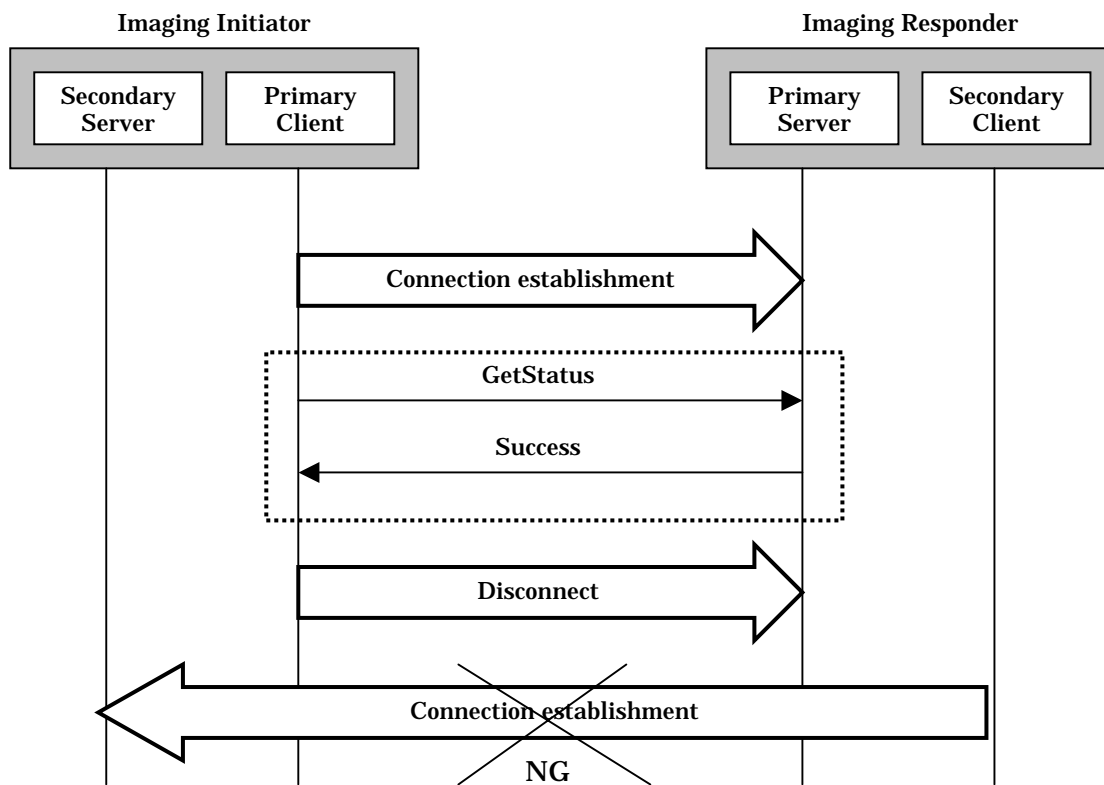 Imaging Initiator
Imaging Responder
Secondary
Server
Primary
Client
Primary
Server
Secondary
Client
Connection establishment
GetStatus
Success
Disconnect
Connection establishment
NG